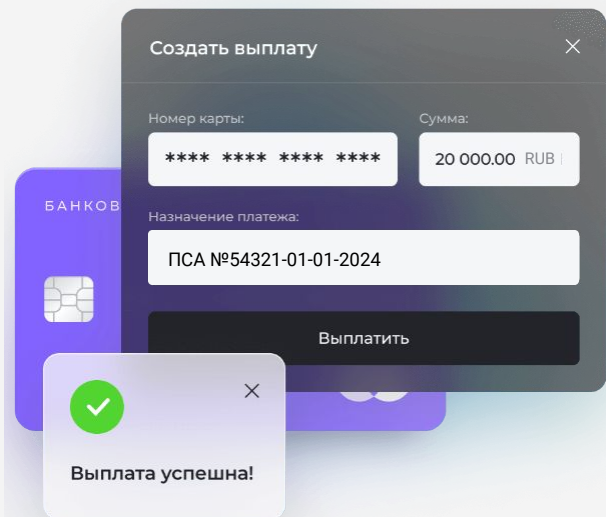 Создать выплату
Номер карты:
Сумма:
**** **** **** ****
20 000.00 RUB
БАНКОВ
Назначение платежа:
ПСА №54321-01-01-2024
Выплатить
Выплата успешна!